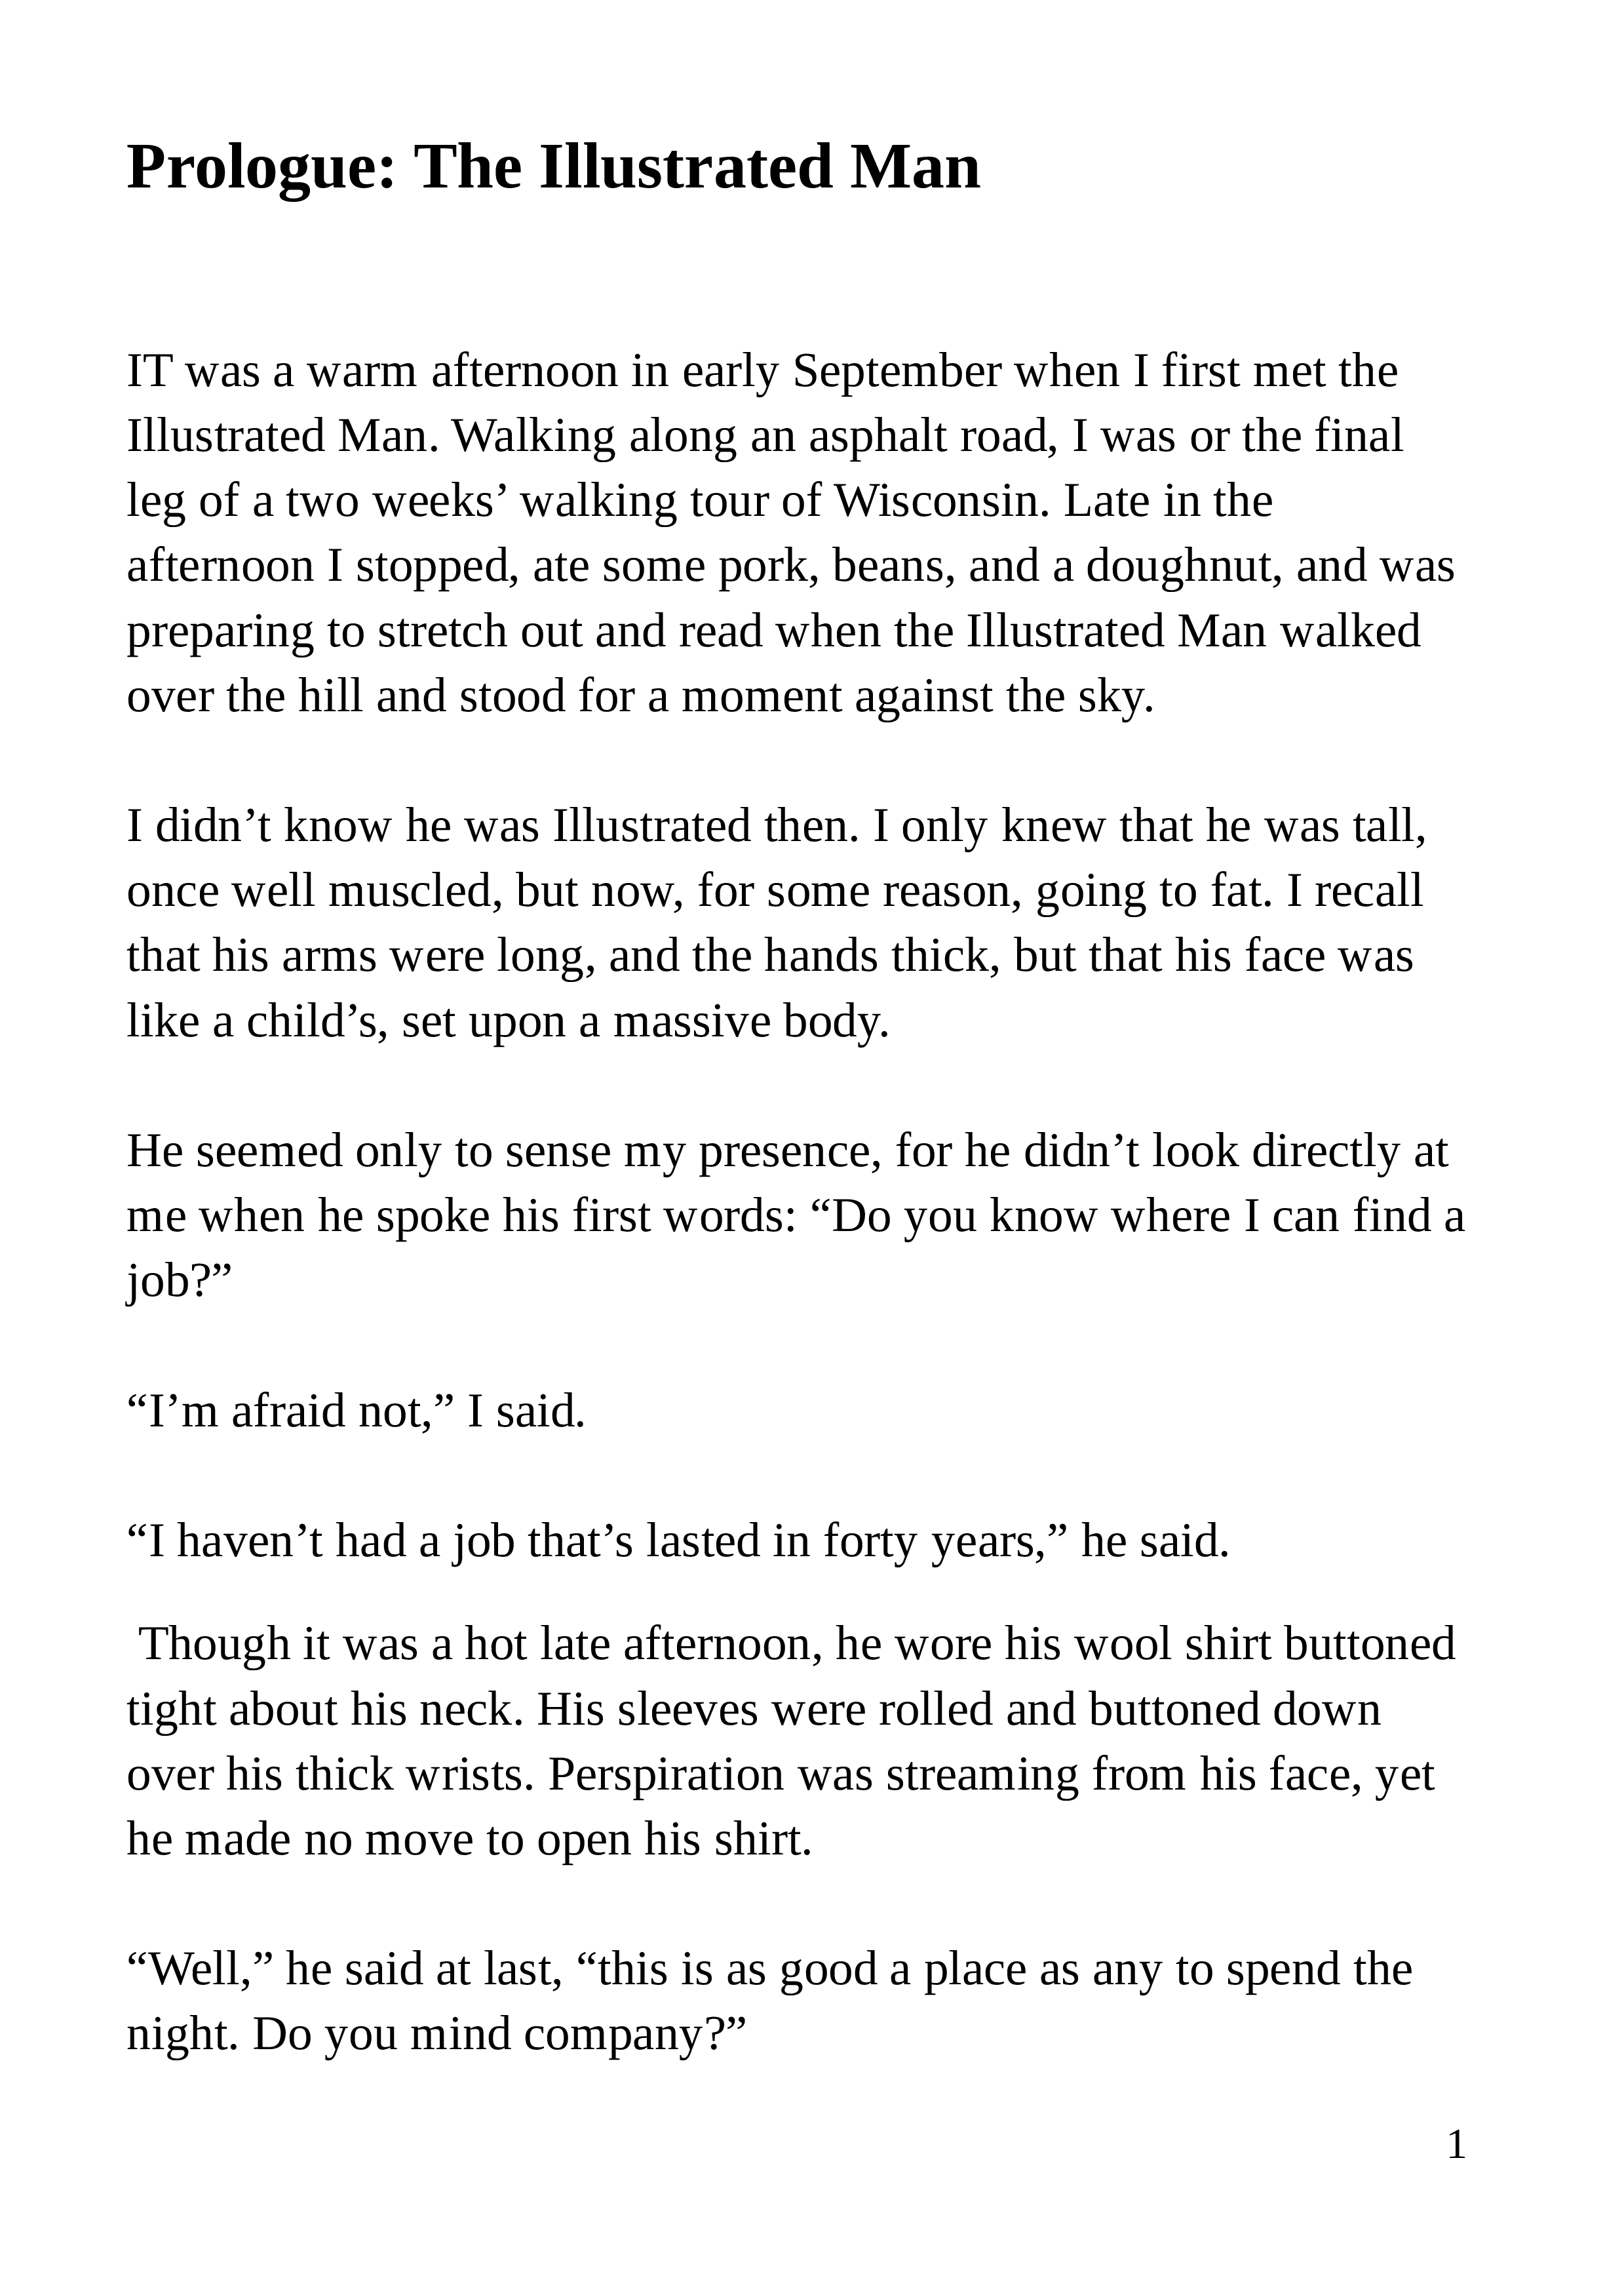 Prologue: The Illustrated Man
IT was a warm afternoon in early September when I first met the
Illustrated Man. Walking along an asphalt road, I was or the final
leg of a two weeks’ walking tour of Wisconsin. Late in the
afternoon I stopped, ate some pork, beans, and a doughnut, and was
preparing to stretch out and read when the Illustrated Man walked
over the hill and stood for a moment against the sky.
I didn’t know he was Illustrated then. I only knew that he was tall,
once well muscled, but now, for some reason, going to fat. I recall
that his arms were long, and the hands thick, but that his face was
like a child’s, set upon a massive body.
He seemed only to sense my presence, for he didn’t look directly at
me when he spoke his first words: “Do you know where I can find a
job?”
“I’m afraid not,” I said.
“I haven’t had a job that’s lasted in forty years,” he said.
Though it was a hot late afternoon, he wore his wool shirt buttoned
tight about his neck. His sleeves were rolled and buttoned down
over his thick wrists. Perspiration was streaming from his face, yet
he made no move to open his shirt.
“Well,” he said at last, “this is as good a place as any to spend the
night. Do you mind company?”
1